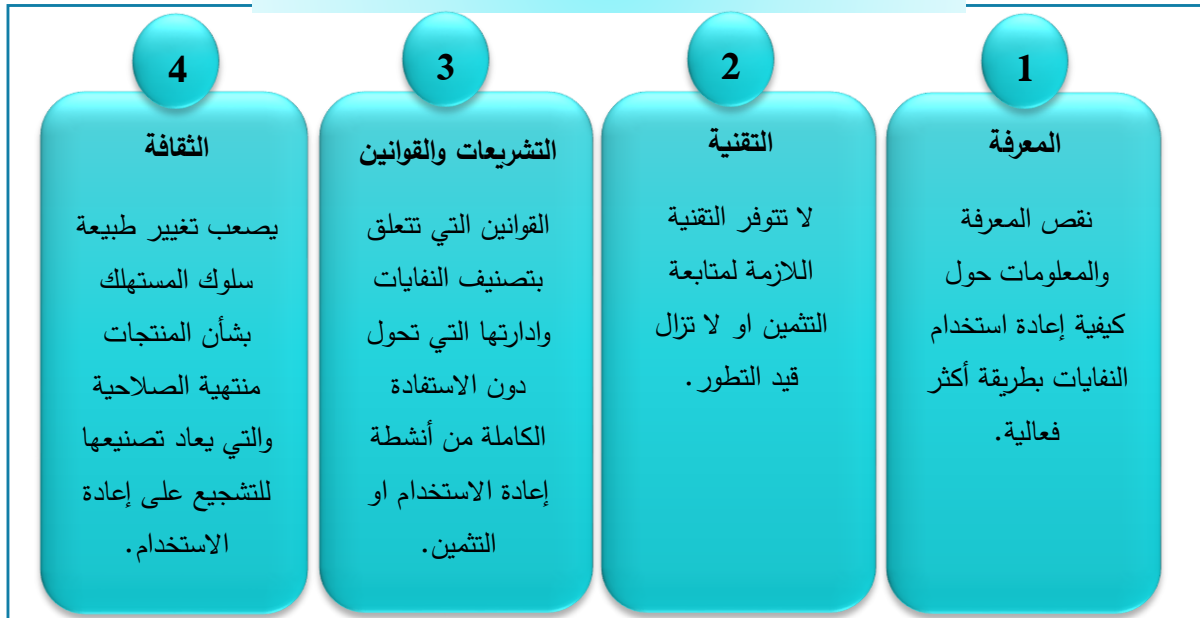 1
المعرفة
نقص المعرفة
والمعلومات حول
كيفية إعادة استخدام
النفايات بطريقة أكثر
فعالية.
2
التقنية
لا تتوفر التقنية
اللازمة لمتابعة
التثمين او لا تزال
قيد التطور.
3
التشريعات والقوانين
القوانين التي تتعلق
بتصنيف النفايات
وادارتها التي تحول
دون الاستفادة
الكاملة من أنشطة
إعادة الاستخدام او
التثمين.
4
الثقافة
يصعب تغيير طبيعة
سلوك المستهلك
بشأن المنتجات
منتهية الصلاحية
والتي يعاد تصنيعها
للتشجيع على إعادة
الاستخدام.